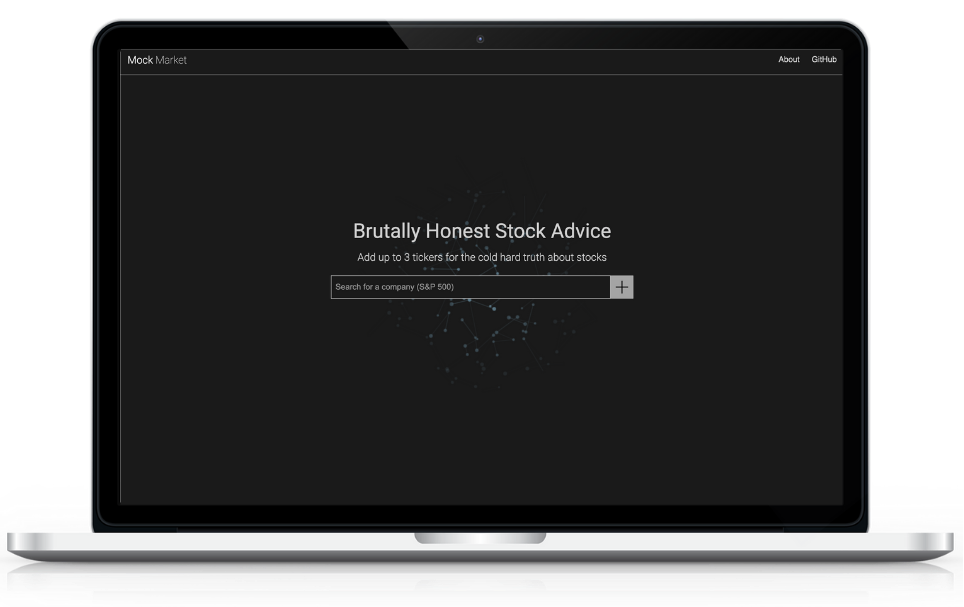 Mock Market
About GitHub
Brutally Honest Stock Advice
Add up to 3 tickers for the cold hard truth about stocks
Search for a company (S&P 500)